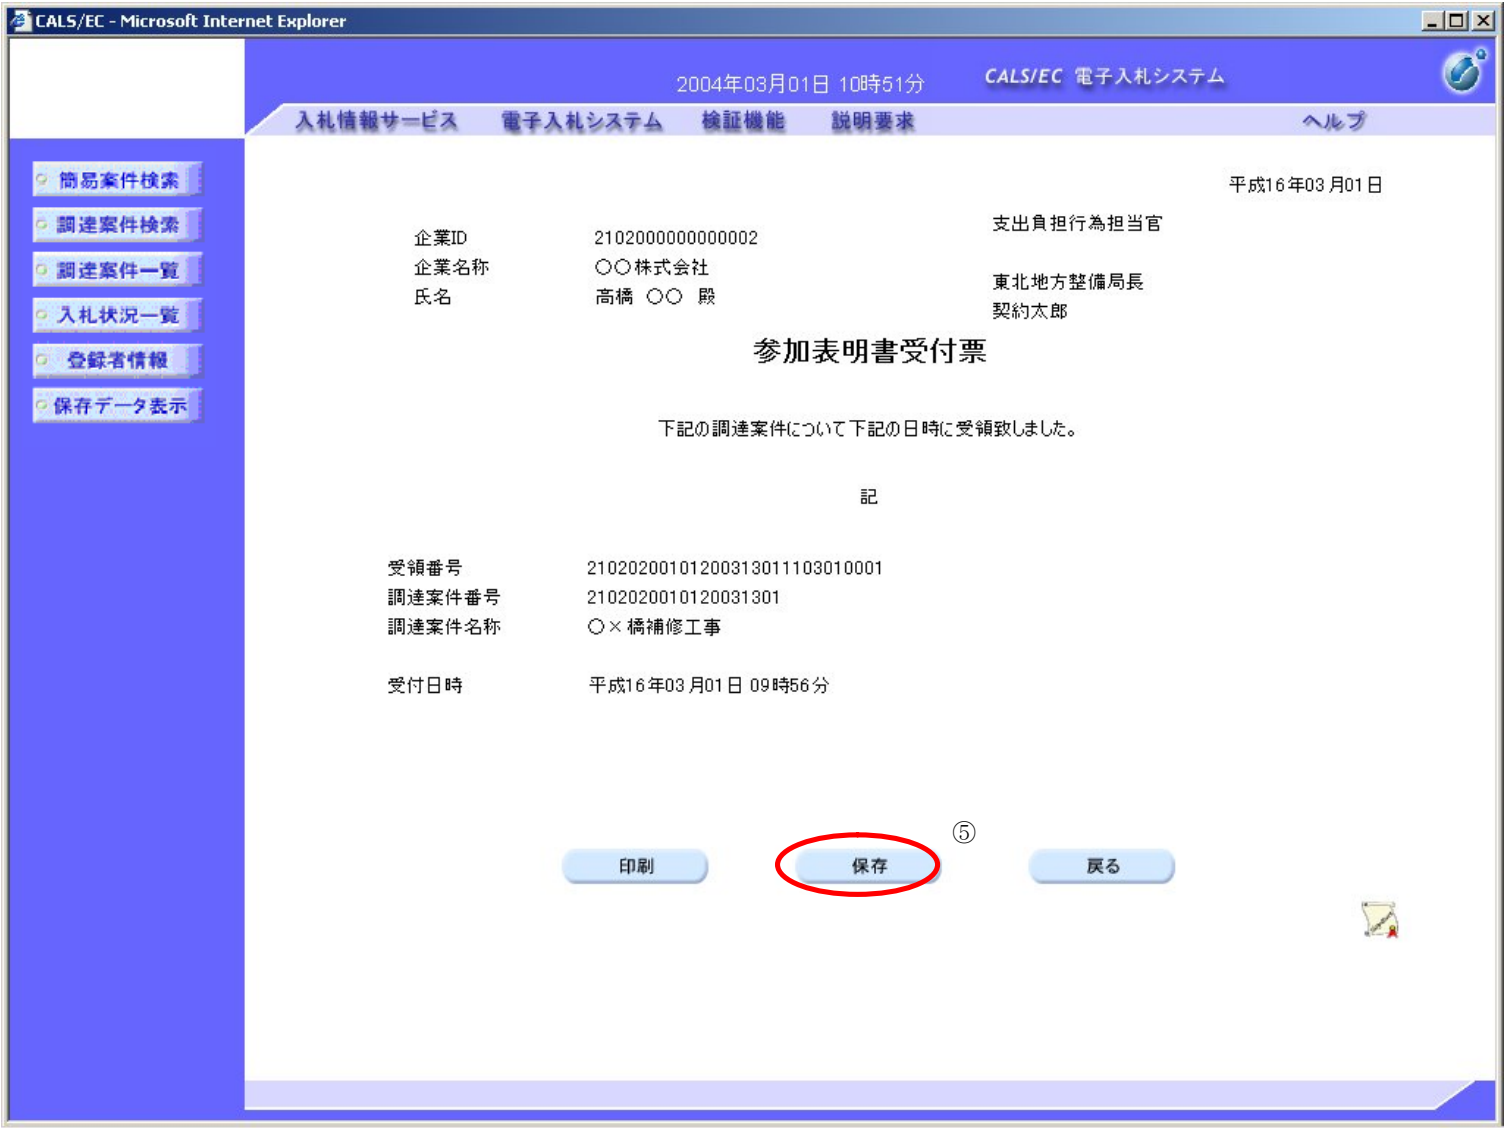 CALS/EC - Microsoft Internet Explorer
2004年03月01日 10時51分
CALS/EC 電子入札システム
入札情報サービス 電子入札システム 検証機能 説明要求 ヘルプ
簡易案件検索
調達案件検索
調達案件一覧
入札状況一覧
登録者情報
保存データ表示
平成16年03月01日
支出負担行為担当官
企業ID 2102000000000002
企業名称 〇〇株式会社
東北地方整備局長
氏名 高橋 〇〇 殿
契約太郎
参加表明書受付票
下記の調達案件について下記の日時に受領致しました。
記
受領番号 21020200101200313011103010001
調達案件番号 2102020010120031301
調達案件名称 〇×橋補修工事
受付日時 平成16年03月01日 09時56分
⑤
印刷 保存 戻る